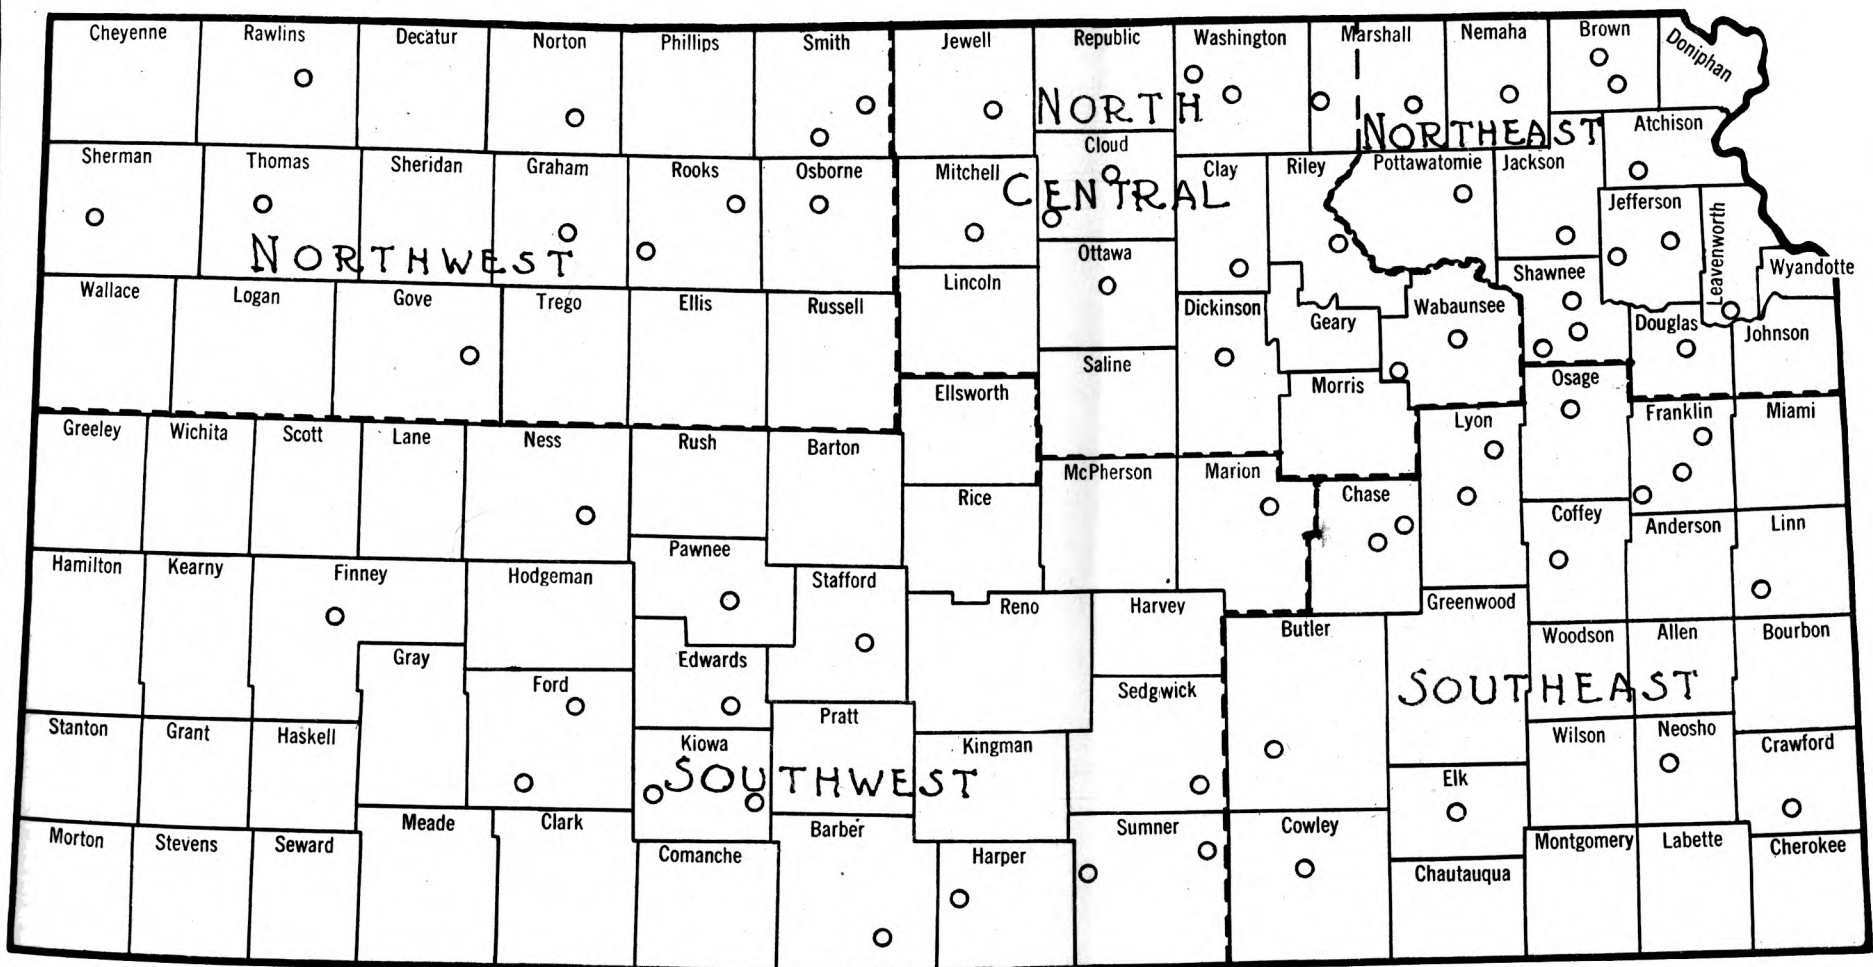 Cheyenne
Rawlins
Decatur
Norton
Phillips
Smith
Jewell
Republic
Washington
Marshall
Nemaha
Brown
Doniphan
NORTH
NORTHEAST
Sherman
Thomas
Sheridan
Graham
Rooks
Osborne
Mitchell
Cloud
Clay
Riley
Pottawatomie
Jackson
Atchison
CENTRAL
Jefferson
Leavenworth
NORTHWEST
Wallace
Logan
Gove
Trego
Ellis
Russell
Lincoln
Ottawa
Dickinson
Geary
Wabaunsee
Shawnee
Douglas
Wyandotte
Johnson
Ellsworth
Saline
Morris
Osage
Greeley
Wichita
Scott
Lane
Ness
Rush
Barton
Rice
McPherson
Marion
Chase
Lyon
Franklin
Miami
Coffey
Anderson
Linn
Hamilton
Kearny
Finney
Hodgeman
Pawnee
Stafford
Reno
Harvey
Butler
Greenwood
Woodson
Allen
Bourbon
Gray
Ford
Edwards
Sedgwick
SOUTHEAST
Stanton
Grant
Haskell
Kiowa
Pratt
Kingman
Elk
Wilson
Neosho
Crawford
SOUTHWEST
Morton
Stevens
Seward
Meade
Clark
Comanche
Barber
Harper
Sumner
Cowley
Chautauqua
Montgomery
Labette
Cherokee